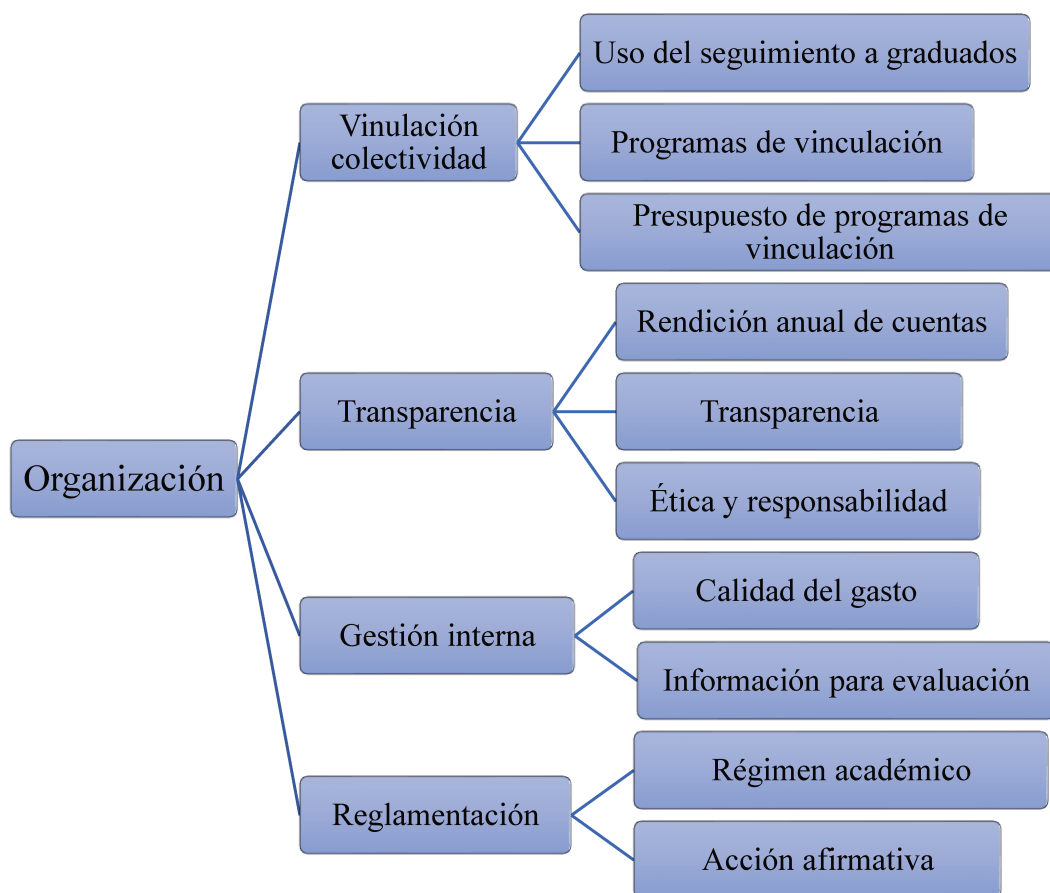 Organización
Vinulación
colectividad
Uso del seguimiento a graduados
Programas de vinculación
Presupuesto de programas de
vinculación
Transparencia
Rendición anual de cuentas
Transparencia
Ética y responsabilidad
Gestión interna
Calidad del gasto
Información para evaluación
Reglamentación
Régimen académico
Acción afirmativa